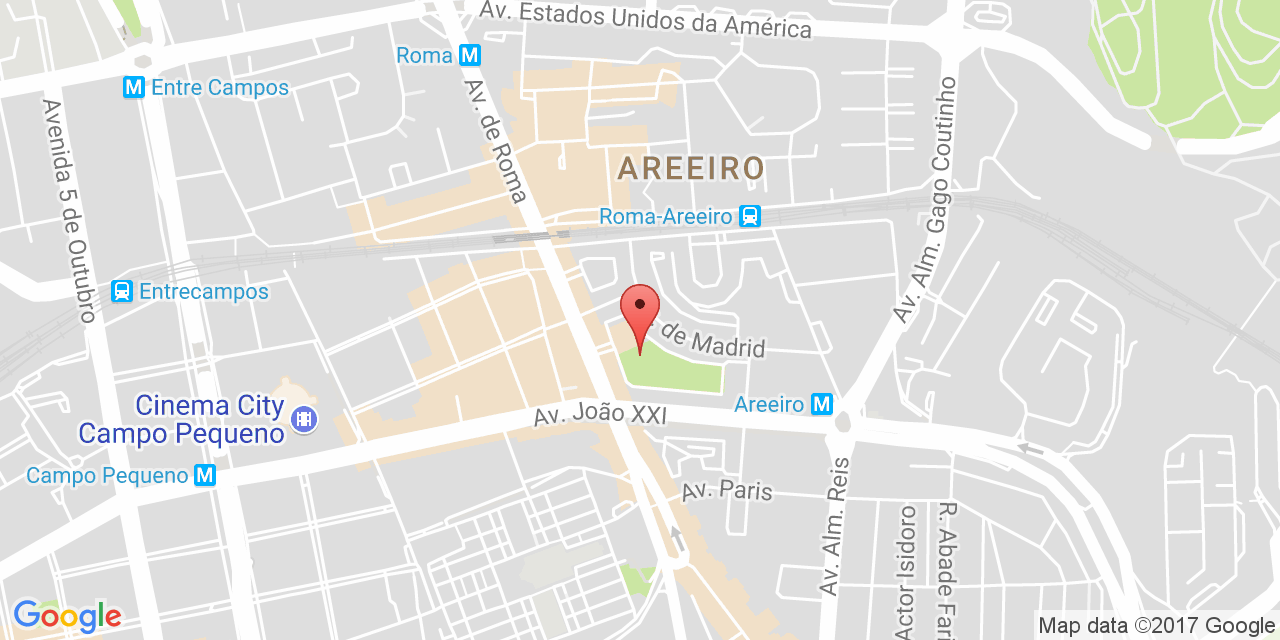 Av. Estados Unidos da América
Roma M
M Entre Campos
Avenida 5 de Outubro
Av. de Roma
Av. Alm. Gago Coutinho
AREEIRO
Roma-Areeiro
Entrecampos
de Madrid
Cinema City
Campo Pequeno
Areeiro M
Av. João XXI
Campo Pequeno M
Av. Paris
Av. Alm. Reis
Actor Isidoro
R. Abade Fari
Google
Map data ©2017 Google